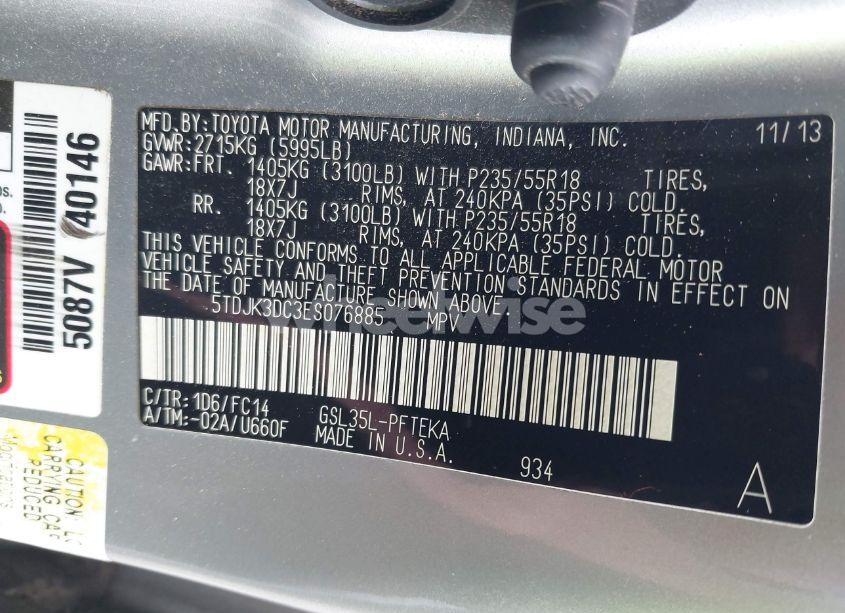 MFD.BY:TOYOTA MOTOR MANUFACTURING, INDIANA, INC. 11/13
GVWR:2715KG (5995LB)
GAWR:FRT. 1405KG (3100LB) WITH P235/55R18 TIRES,
18X7J RIMS, AT 240KPA (35PSI) COLD.
RR. 1405KG (3100LB) WITH P235/55R18 TIRES,
18X7J RIMS, AT 240KPA (35PSI) COLD.
THIS VEHICLE CONFORMS TO ALL APPLICABLE FEDERAL MOTOR
VEHICLE SAFETY AND THEFT PREVENTION STANDARDS IN EFFECT ON
THE DATE OF MANUFACTURE SHOWN ABOVE.
5TDJK3DC3ES076885 MPV
wheelwise
C/TR:1D6/FC14 GSL35L-PFTEKA
A/TM:-02A/U660F MADE IN U.S.A.
934
A
5087V 40146
CAUTION: L
CARRYING CA
REDUCED